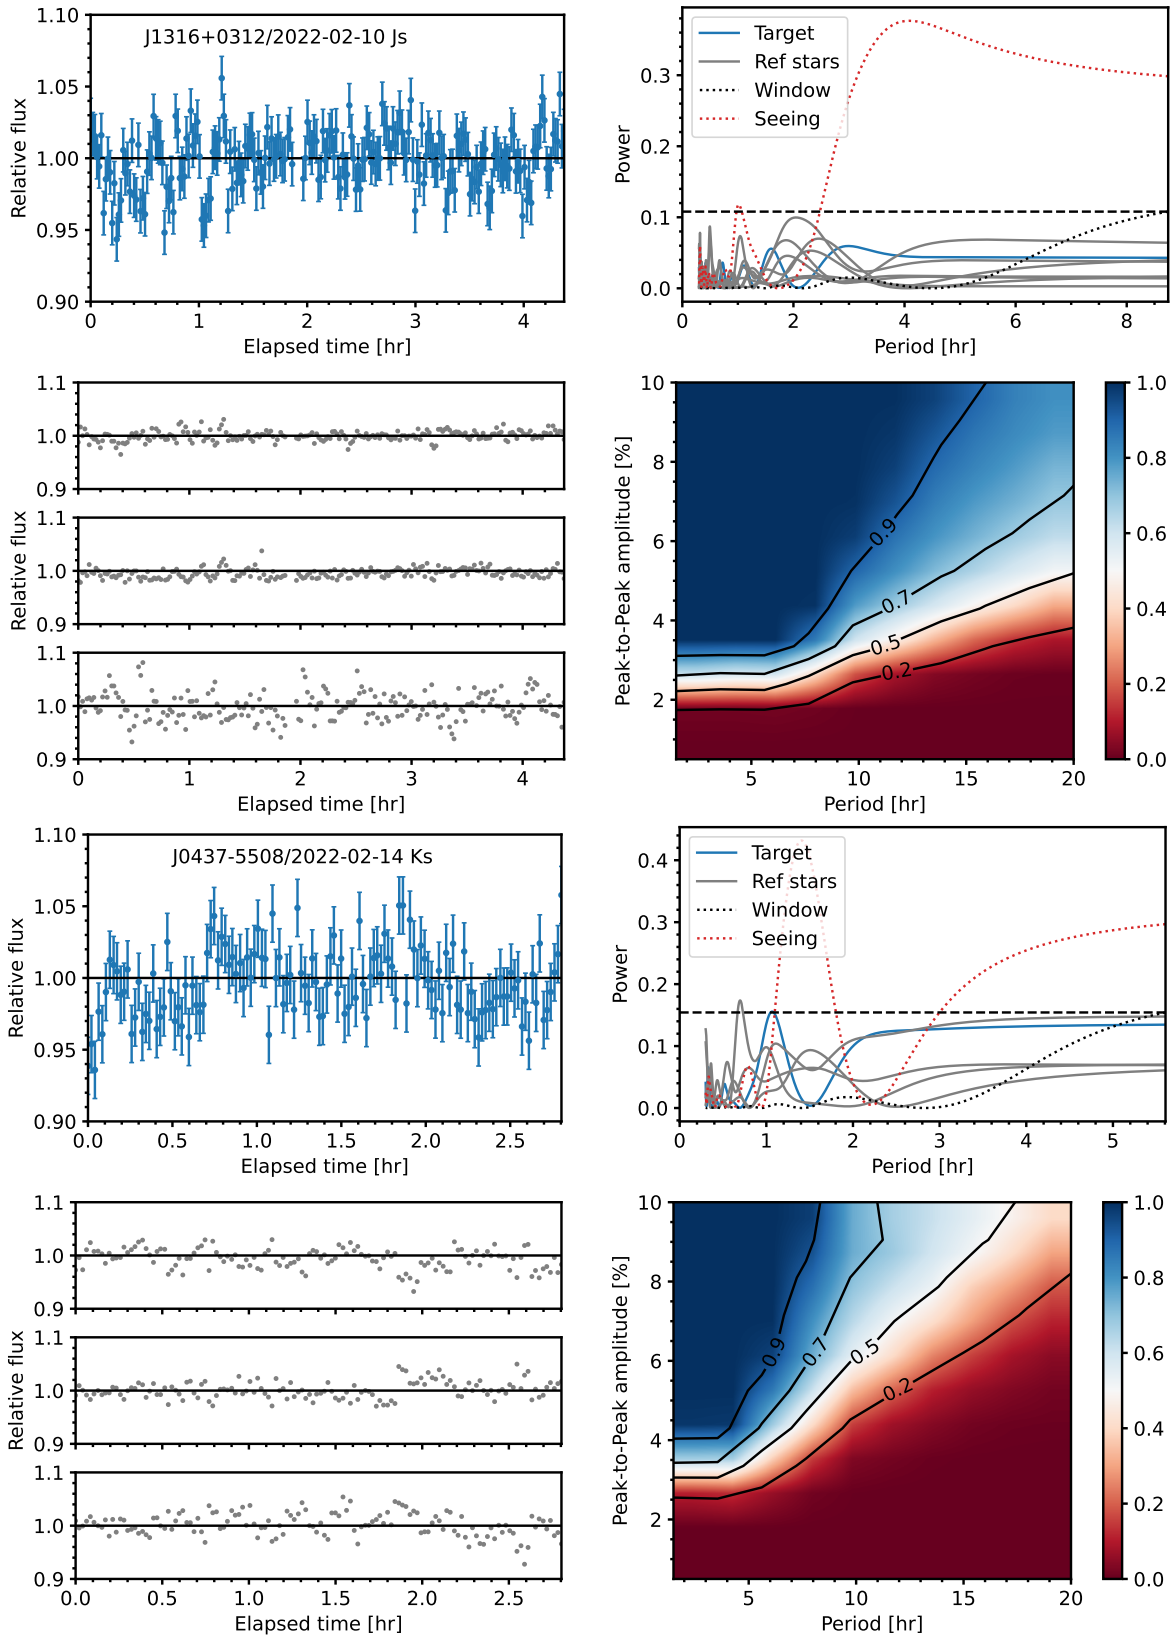 J1316+0312/2022-02-10 Js
1.10
1.05
1.00
0.95
0.90
Relative flux
0 1 2 3 4
Elapsed time [hr]
Target
Ref stars
Window
Seeing
0.3
0.2
0.1
0.0
Power
0 2 4 6 8
Period [hr]
1.1
1.0
0.9
1.1
1.0
0.9
Relative flux
1.1
1.0
0.9
0 1 2 3 4
Elapsed time [hr]
10
8
6
4
2
Peak-to-Peak amplitude [%]
0.9
0.7
0.5
0.2
5 10 15 20
Period [hr]
1.0
0.8
0.6
0.4
0.2
0.0
J0437-5508/2022-02-14 Ks
1.10
1.05
1.00
0.95
0.90
Relative flux
0.0 0.5 1.0 1.5 2.0 2.5
Elapsed time [hr]
Target
Ref stars
Window
Seeing
0.4
0.3
0.2
0.1
0.0
Power
0 1 2 3 4 5
Period [hr]
1.1
1.0
0.9
1.1
1.0
0.9
Relative flux
1.1
1.0
0.9
0.0 0.5 1.0 1.5 2.0 2.5
Elapsed time [hr]
10
8
6
4
2
Peak-to-Peak amplitude [%]
0.9
0.7
0.5
0.2
5 10 15 20
Period [hr]
1.0
0.8
0.6
0.4
0.2
0.0